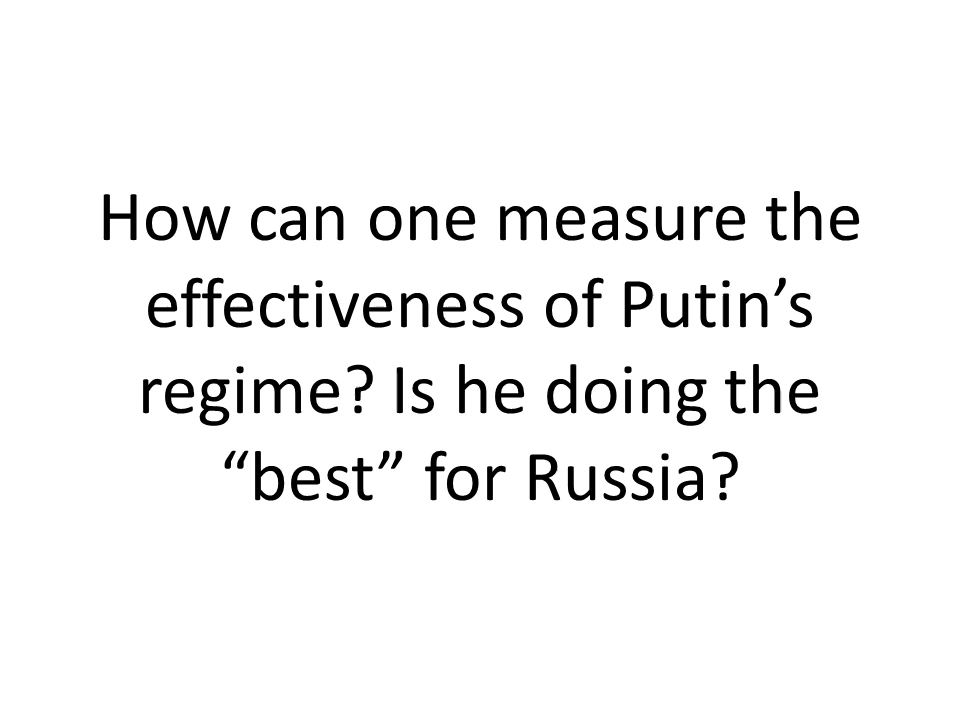 How can one measure the
effectiveness of Putin’s
regime? Is he doing the
“best” for Russia?